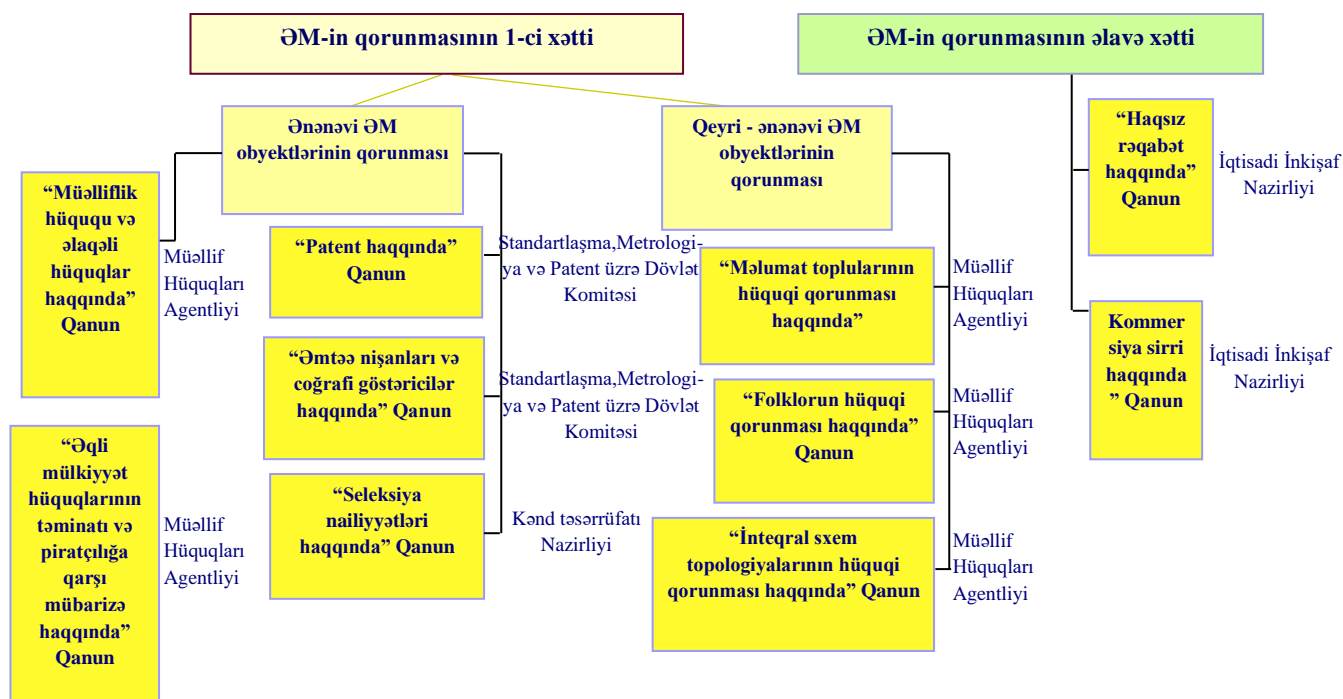 ƏM-in qorunmasının 1-ci xətti
ƏM-in qorunmasının əlavə xətti
Ənənəvi ƏM
obyektlərinin qorunması
Qeyri - ənənəvi ƏM
obyektlərinin
qorunması
“Haqsız
rəqabət
haqqında”
Qanun
İqtisadi İnkişaf
Nazirliyi
“Müəlliflik
hüququ və
əlaqəli
hüquqlar
haqqında”
Qanun
Müəllif
Hüquqları
Agentliyi
“Patent haqqında”
Qanun
Standartlaşma,Metrologi-
ya və Patent üzrə Dövlət
Komitəsi
“Məlumat toplularının
hüquqi qorunması
haqqında”
Müəllif
Hüquqları
Agentliyi
Kommer
siya sirri
haqqında
” Qanun
İqtisadi İnkişaf
Nazirliyi
“Əmtəə nişanları və
coğrafi göstəricilər
haqqında” Qanun
Standartlaşma,Metrologi-
ya və Patent üzrə Dövlət
Komitəsi
“Folklorun hüquqi
qorunması haqqında”
Qanun
Müəllif
Hüquqları
Agentliyi
“Əqli
mülkiyyət
hüquqlarının
təminatı və
piratçılığa
qarşı
mübarizə
haqqında”
Qanun
Müəllif
Hüquqları
Agentliyi
“Seleksiya
nailiyyətləri
haqqında” Qanun
Kənd təsərrüfatı
Nazirliyi
“İnteqral sxem
topologiyalarının hüquqi
qorunması haqqında” Qanun
Müəllif
Hüquqları
Agentliyi